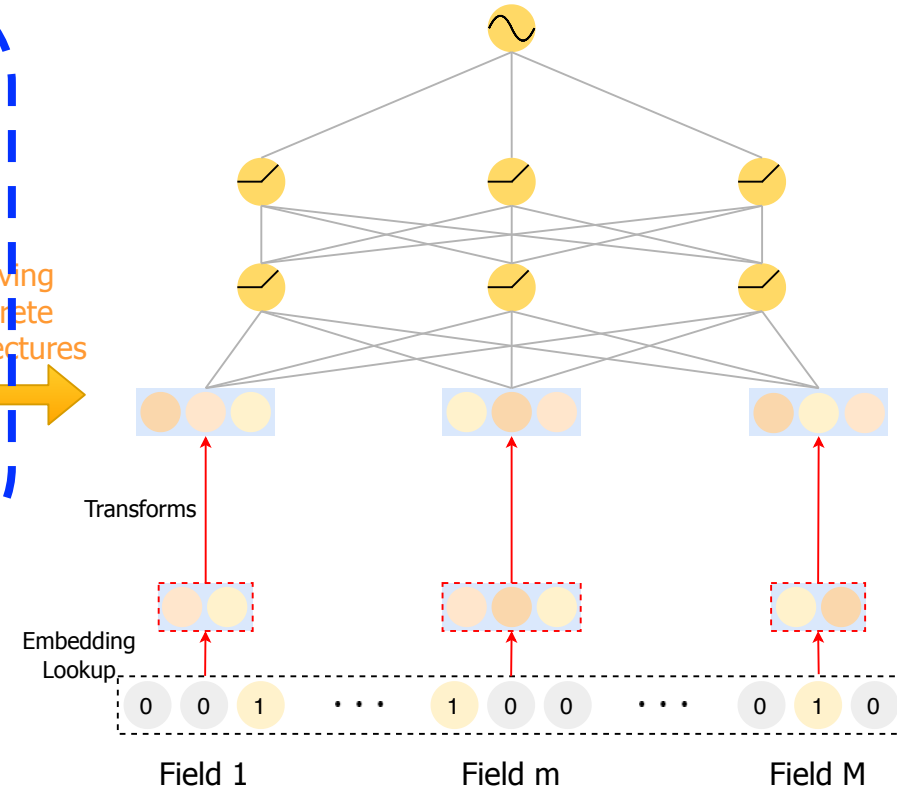 Transforms
Embedding
Lookup
0 0 1 ··· 1 0 0 ··· 0 1 0
Field 1 Field m Field M